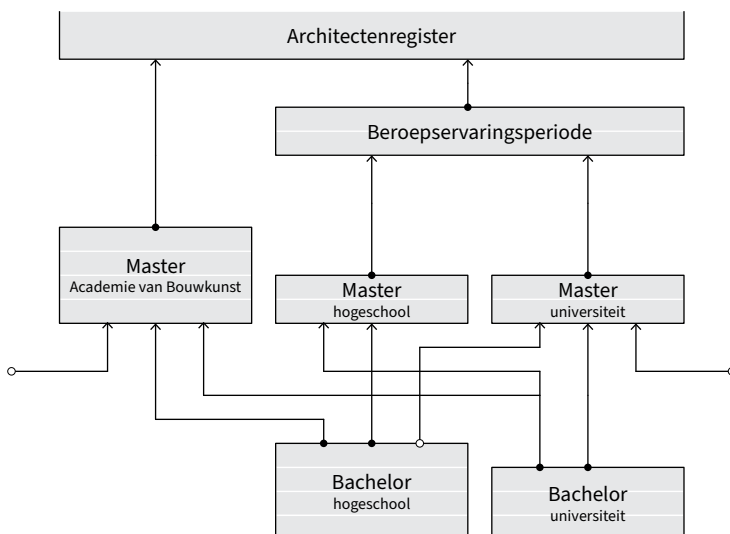 Architectenregister
Beroepservaringsperiode
Master
Academie van Bouwkunst
Master
hogeschool
Master
universiteit
Bachelor
hogeschool
Bachelor
universiteit